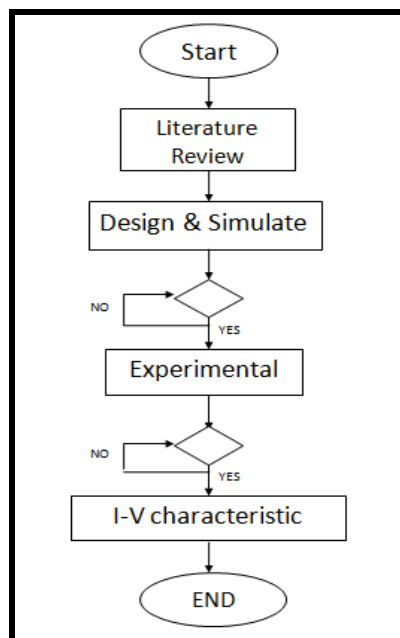 Start
Literature
Review
Design & Simulate
NO
YES
Experimental
NO
YES
I-V characteristic
END